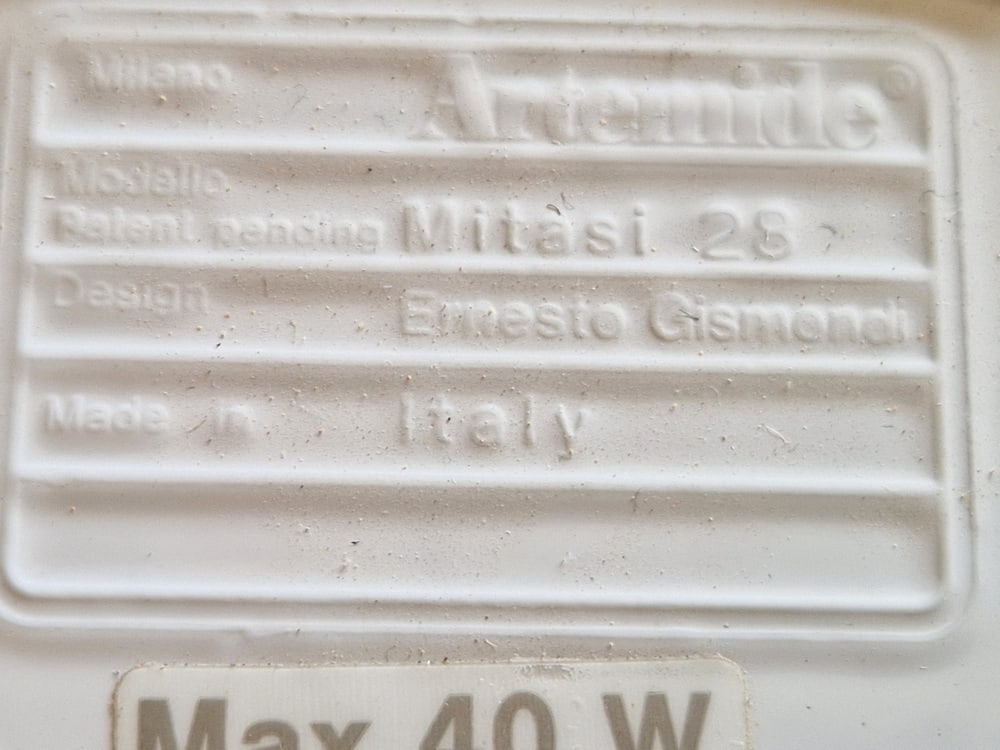 Milano Artemide®
Modello
Patent pending Mitasi 28
Design Ernesto Gismondi
Made in Italy
Max 40 W